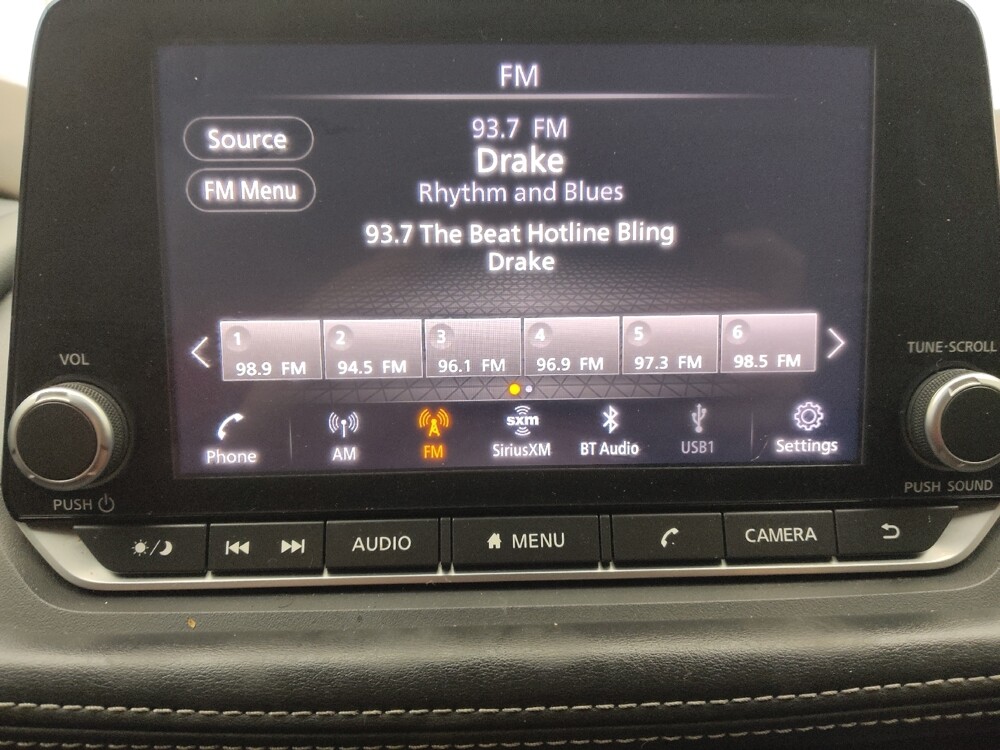 FM
Source
FM Menu
93.7 FM
Drake
Rhythm and Blues
93.7 The Beat Hotline Bling
Drake
1
98.9 FM
2
94.5 FM
3
96.1 FM
4
96.9 FM
5
97.3 FM
6
98.5 FM
Phone
AM
FM
sxm
SiriusXM
BT Audio
USB1
Settings
VOL
PUSH
TUNE·SCROLL
PUSH SOUND
AUDIO
MENU
CAMERA